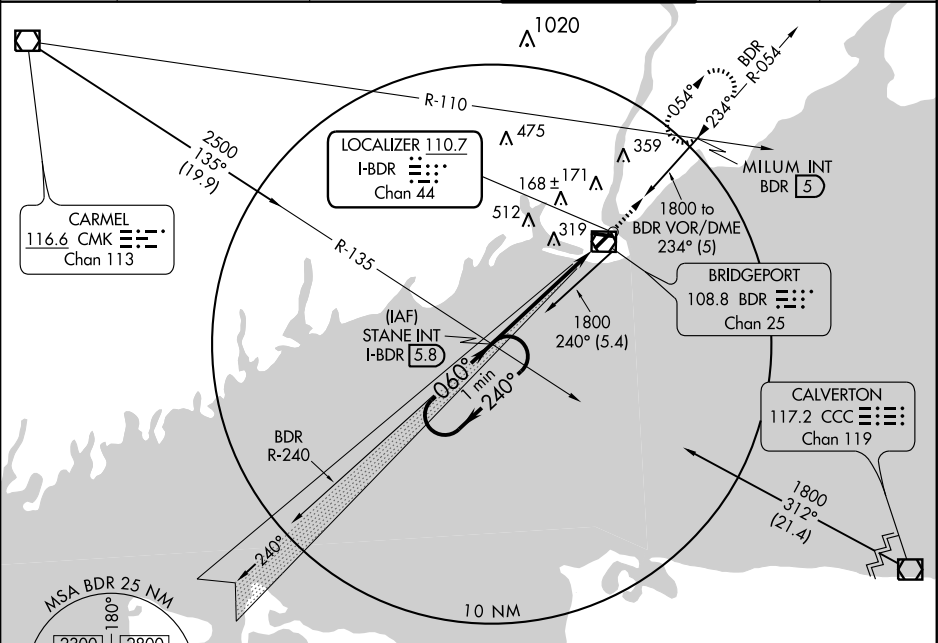 1020
BDR
R-054
054°
234°
R-110
475
LOCALIZER 110.7
I-BDR
Chan 44
359
MILUM INT
BDR 5
2500
135°
(19.9)
168 ± 171
512
319
1800 to
BDR VOR/DME
234° (5)
CARMEL
116.6 CMK
Chan 113
R-135
BRIDGEPORT
108.8 BDR
Chan 25
(IAF)
STANE INT
I-BDR 5.8
1800
240° (5.4)
060°
1 min
240°
CALVERTON
117.2 CCC
Chan 119
BDR
R-240
1800
312°
(21.4)
240°
10 NM
MSA BDR 25 NM
180°